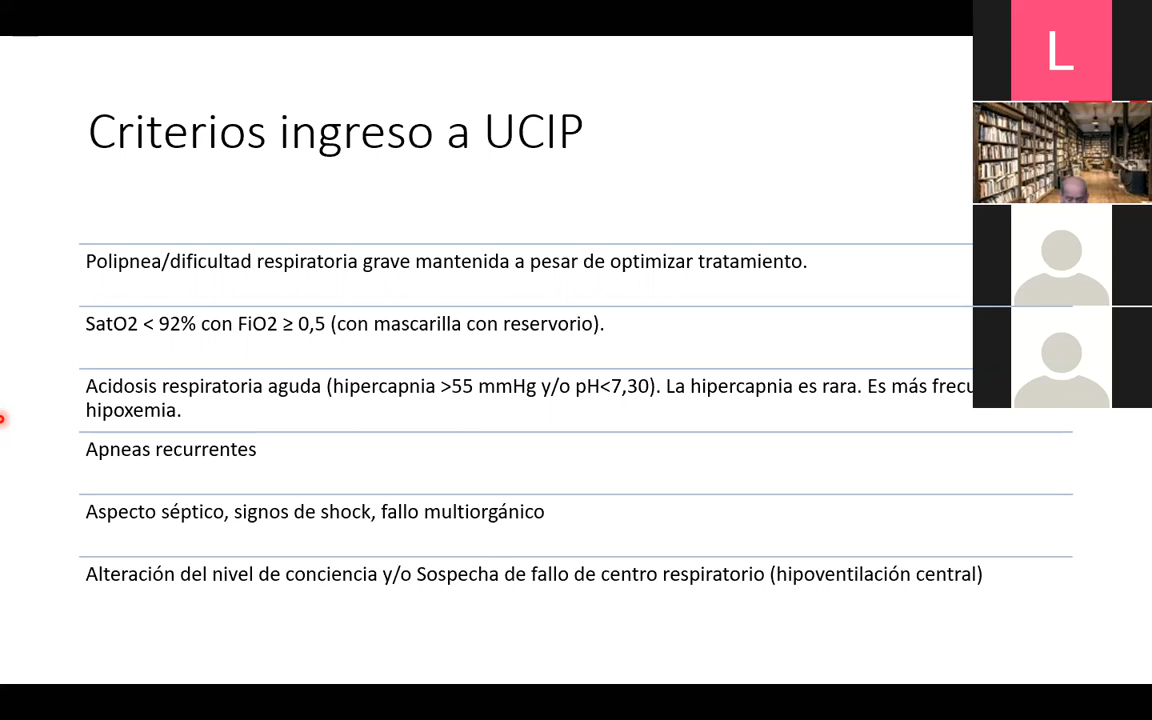 Criterios ingreso a UCIP
L
Polipnea/dificultad respiratoria grave mantenida a pesar de optimizar tratamiento.
SatO2 < 92% con FiO2 ≥ 0,5 (con mascarilla con reservorio).
Acidosis respiratoria aguda (hipercapnia >55 mmHg y/o pH<7,30). La hipercapnia es rara. Es más
hipoxemia.
Apneas recurrentes
Aspecto séptico, signos de shock, fallo multiorgánico
Alteración del nivel de conciencia y/o Sospecha de fallo de centro respiratorio (hipoventilación central)